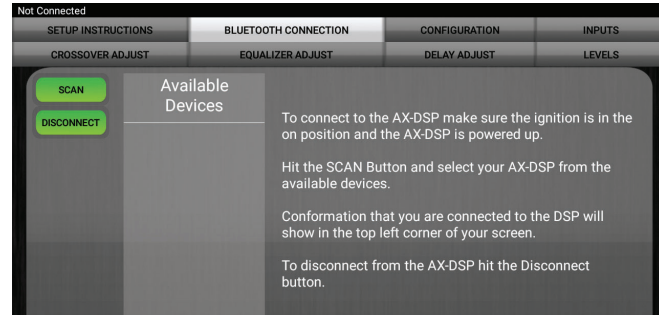 Not Connected
SETUP INSTRUCTIONS
BLUETOOTH CONNECTION
CONFIGURATION
INPUTS
CROSSOVER ADJUST
EQUALIZER ADJUST
DELAY ADJUST
LEVELS
SCAN
DISCONNECT
Available
Devices
To connect to the AX-DSP make sure the ignition is in the
on position and the AX-DSP is powered up.
Hit the SCAN Button and select your AX-DSP from the
available devices.
Conformation that you are connected to the DSP will
show in the top left corner of your screen.
To disconnect from the AX-DSP hit the Disconnect
button.